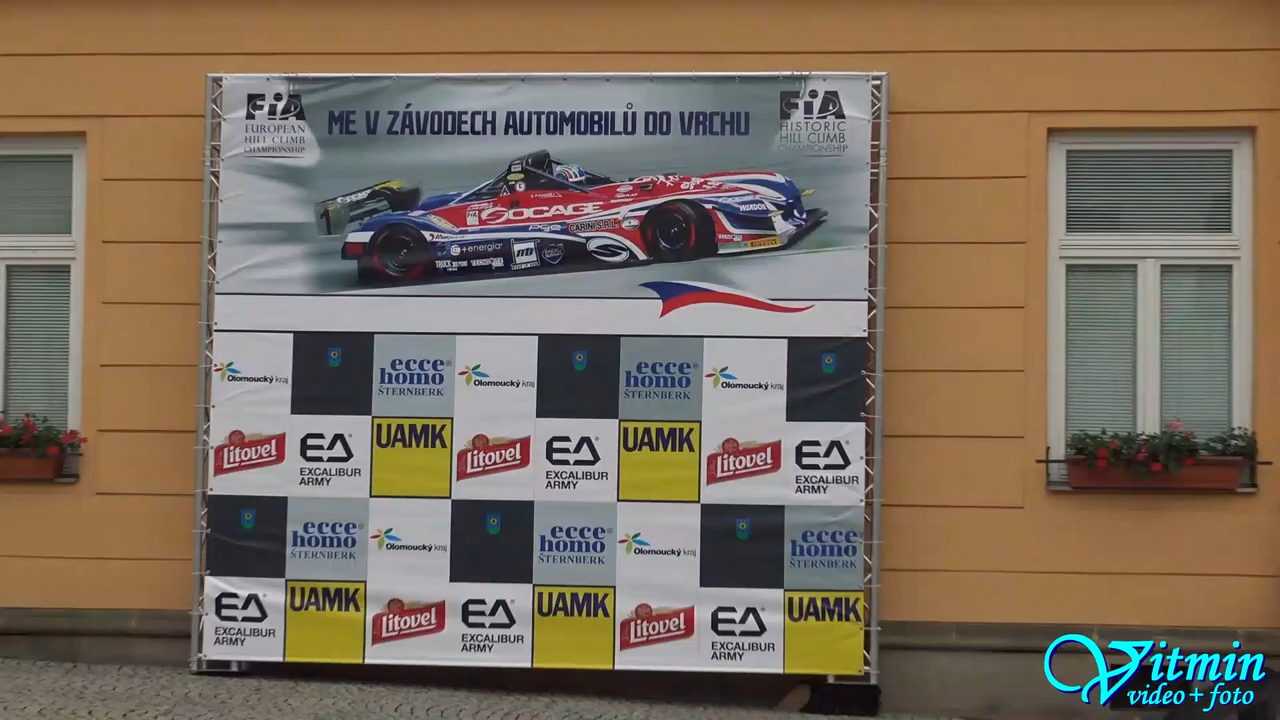 FIA
EUROPEAN
HILL CLIMB
CHAMPIONSHIP
ME V ZÁVODECH AUTOMOBILŮ DO VRCHU
FIA
HISTORIC
HILL CLIMB
CHAMPIONSHIP
SOCAGE
CARINI S.R.L.
+energia
PIRELLI
Olomoucký kraj
ecce
homo®
ŠTERNBERK
Olomoucký kraj
ecce
homo®
ŠTERNBERK
Olomoucký kraj
Litovel
EA
EXCALIBUR
ARMY
UAMK
Litovel
EA
EXCALIBUR
ARMY
UAMK
Litovel
EA
EXCALIBUR
ARMY
ecce
homo®
ŠTERNBERK
Olomoucký kraj
ecce
homo®
ŠTERNBERK
Olomoucký kraj
ecce
homo®
ŠTERNBERK
EA
EXCALIBUR
ARMY
UAMK
Litovel
EA
EXCALIBUR
ARMY
UAMK
Litovel
EA
EXCALIBUR
ARMY
UAMK
Vitmin
video+foto